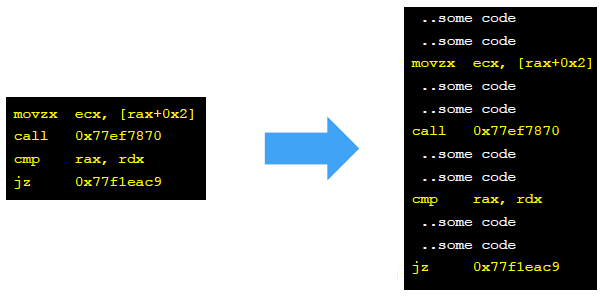 movzx ecx, [rax+0x2]
call 0x77ef7870
cmp rax, rdx
jz 0x77f1eac9
..some code
..some code
movzx ecx, [rax+0x2]
..some code
..some code
call 0x77ef7870
..some code
..some code
cmp rax, rdx
..some code
..some code
jz 0x77f1eac9